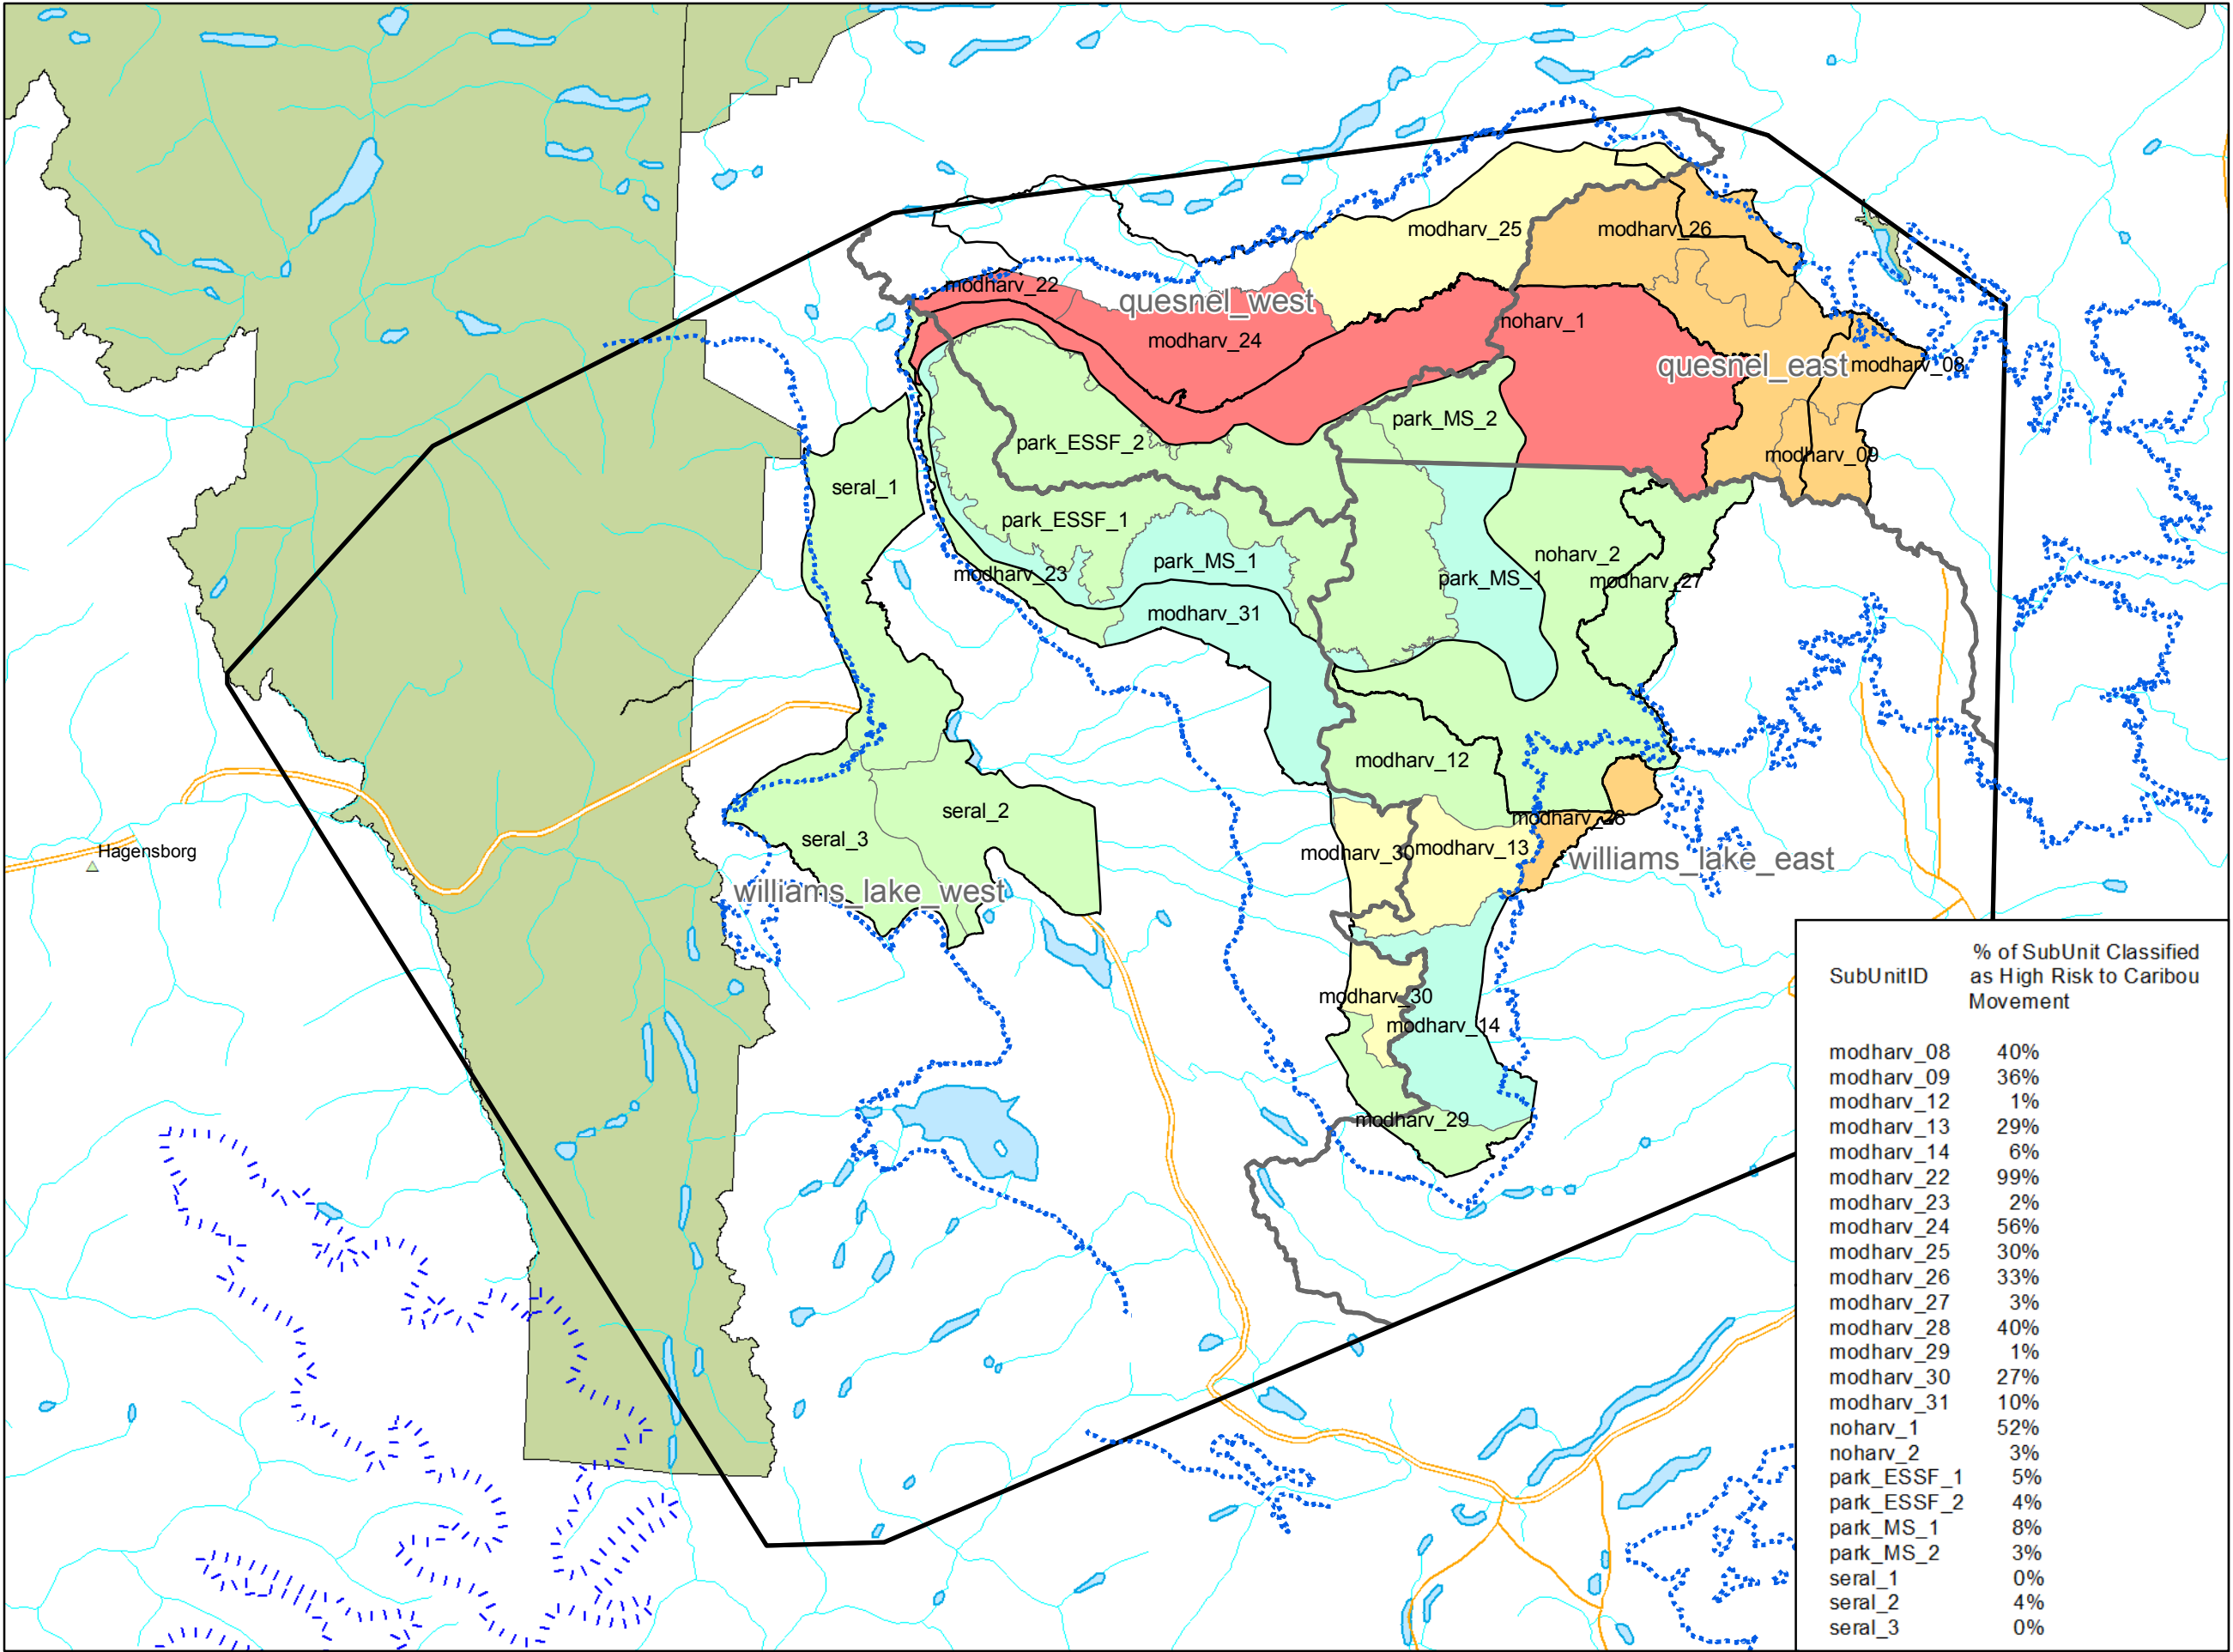 modharv_25
modharv_26
modharv_22
quesnel_west
noharv_1
modharv_24
quesnel_east
modharv_08
park_MS_2
park_ESSF_2
modharv_09
seral_1
park_ESSF_1
noharv_2
park_MS_1
modharv_23
park_MS_1
modharv_27
modharv_31
modharv_12
seral_2
modharv_28
seral_3
Hagensborg
modharv_30
modharv_13
williams_lake_east
williams_lake_west
modharv_30
modharv_14
modharv_29
SubUnitID
% of SubUnit Classified
as High Risk to Caribou
Movement
modharv_08 40%
modharv_09 36%
modharv_12 1%
modharv_13 29%
modharv_14 6%
modharv_22 99%
modharv_23 2%
modharv_24 56%
modharv_25 30%
modharv_26 33%
modharv_27 3%
modharv_28 40%
modharv_29 1%
modharv_30 27%
modharv_31 10%
noharv_1 52%
noharv_2 3%
park_ESSF_1 5%
park_ESSF_2 4%
park_MS_1 8%
park_MS_2 3%
seral_1 0%
seral_2 4%
seral_3 0%